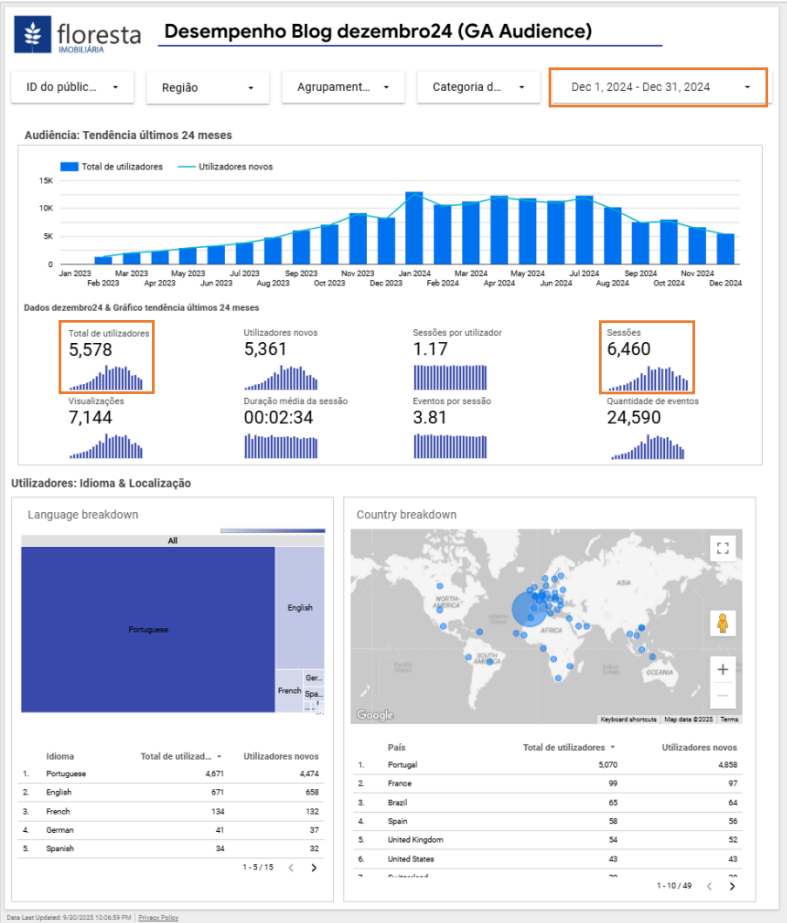 floresta
IMOBILIÁRIA
Desempenho Blog dezembro24 (GA Audience)
ID do públic...
Região
Agrupament...
Categoria d...
Dec 1, 2024 - Dec 31, 2024
Audiência: Tendência últimos 24 meses
Total de utilizadores
Utilizadores novos
15K
10K
5K
0
Jan 2023
Feb 2023
Mar 2023
Apr 2023
May 2023
Jun 2023
Jul 2023
Aug 2023
Sep 2023
Oct 2023
Nov 2023
Dec 2023
Jan 2024
Feb 2024
Mar 2024
Apr 2024
May 2024
Jun 2024
Jul 2024
Aug 2024
Sep 2024
Oct 2024
Nov 2024
Dec 2024
Dados dezembro24 & Gráfico tendência últimos 24 meses
Total de utilizadores
5,578
Utilizadores novos
5,361
Sessões por utilizador
1.17
Sessões
6,460
Visualizações
7,144
Duração média da sessão
00:02:34
Eventos por sessão
3.81
Quantidade de eventos
24,590
Utilizadores: Idioma & Localização
Language breakdown
All
Portuguese
English
French
Ger...
Spa...
Idioma Total de utilizad... Utilizadores novos
1. Portuguese 4,671 4,474
2. English 671 658
3. French 134 132
4. German 41 37
5. Spanish 34 32
1 - 5 / 15
Country breakdown
NORTH
AMERICA
ASIA
AFRICA
SOUTH
AMERICA
OCEANIA
Google
Keyboard shortcuts
Map data ©2025
Terms
País Total de utilizadores Utilizadores novos
1. Portugal 5,070 4,858
2. France 99 97
3. Brazil 65 64
4. Spain 58 56
5. United Kingdom 54 52
6. United States 43 43
1 - 10 / 49
Data Last Updated: 9/30/2025 10:06:59 PM
Privacy Policy